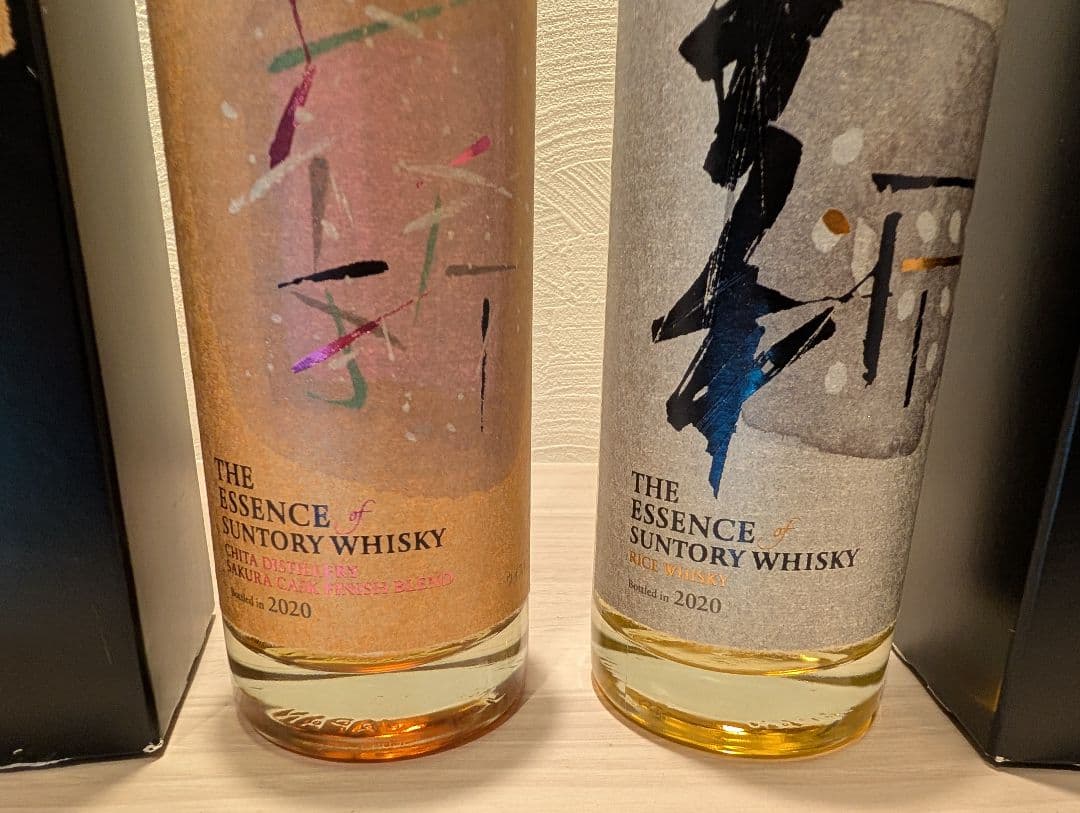 THE
ESSENCE of
SUNTORY WHISKY
CHITA DISTILLERY
SAKURA CASK FINISH BLEND
Bottled in 2020
THE
ESSENCE of
SUNTORY WHISKY
RICE WHISKY
Bottled in 2020